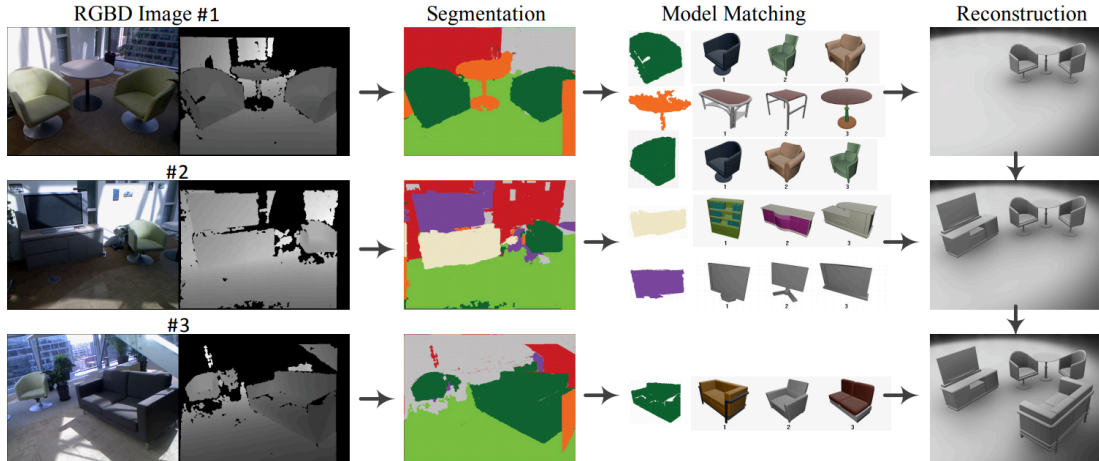 RGBD Image #1
Segmentation
Model Matching
Reconstruction
1 2 3
1 2 3
1 2 3
#2
1 2 3
1 2 3
#3
1 2 3